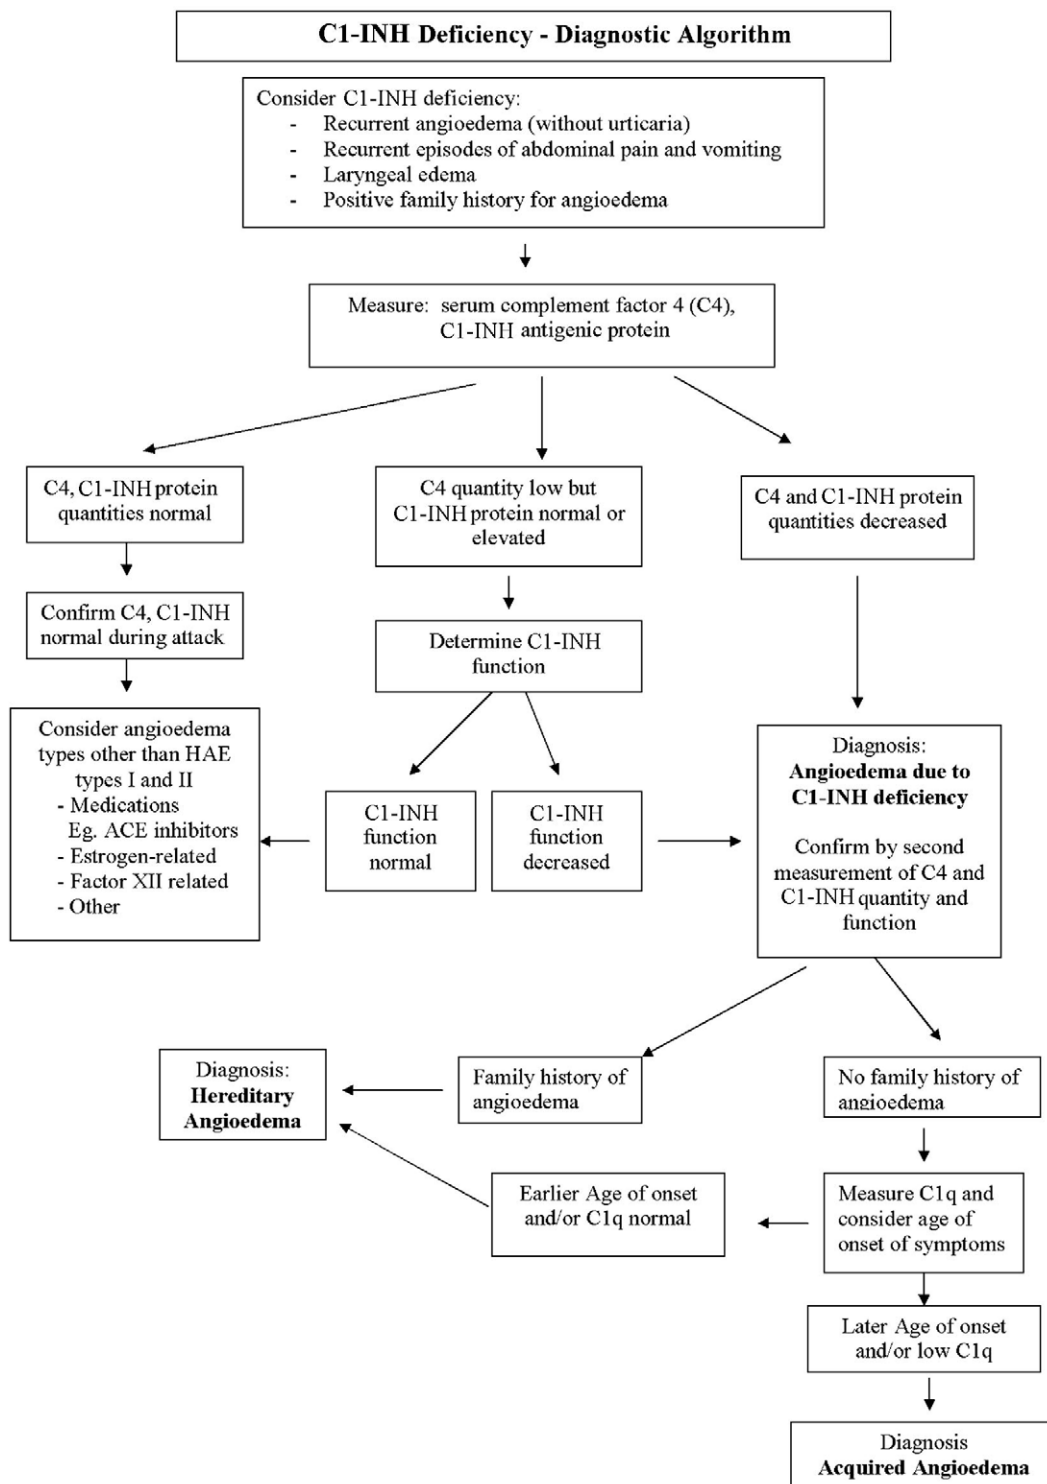 C1-INH Deficiency - Diagnostic Algorithm
Consider C1-INH deficiency:
- Recurrent angioedema (without urticaria)
- Recurrent episodes of abdominal pain and vomiting
- Laryngeal edema
- Positive family history for angioedema
Measure: serum complement factor 4 (C4),
C1-INH antigenic protein
C4, C1-INH protein
quantities normal
C4 quantity low but
C1-INH protein normal or
elevated
C4 and C1-INH protein
quantities decreased
Confirm C4, C1-INH
normal during attack
Determine C1-INH
function
Consider angioedema
types other than HAE
types I and II
- Medications
Eg. ACE inhibitors
- Estrogen-related
- Factor XII related
- Other
C1-INH
function
normal
C1-INH
function
decreased
Diagnosis:
Angioedema due to
C1-INH deficiency
Confirm by second
measurement of C4 and
C1-INH quantity and
function
Diagnosis:
Hereditary
Angioedema
Family history of
angioedema
No family history of
angioedema
Earlier Age of onset
and/or C1q normal
Measure C1q and
consider age of
onset of symptoms
Later Age of onset
and/or low C1q
Diagnosis
Acquired Angioedema